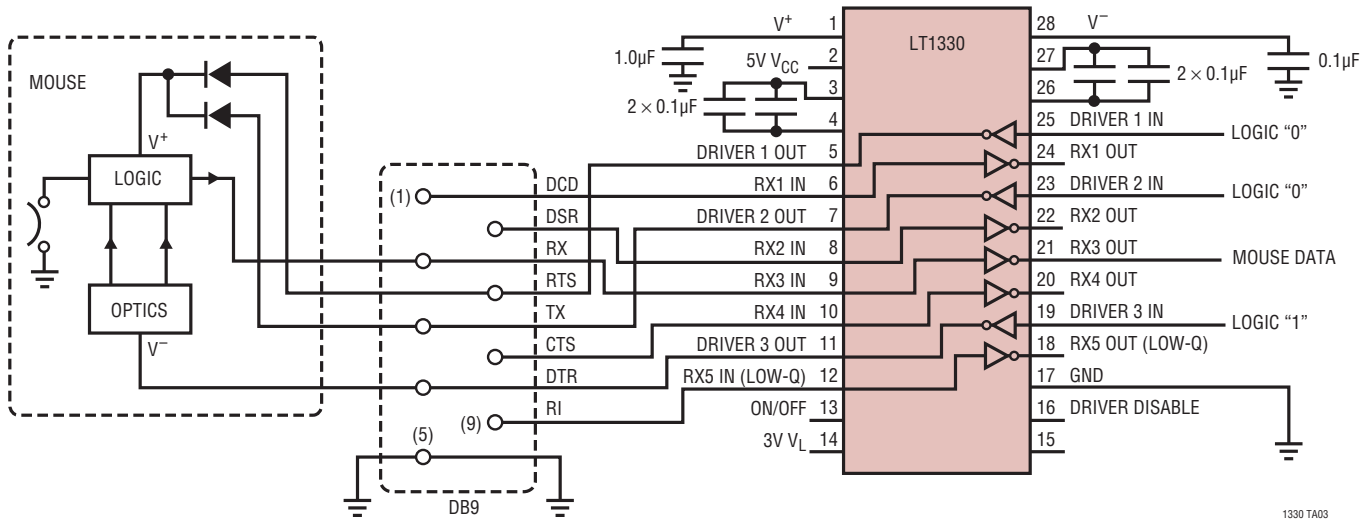 MOUSE
V+
LOGIC
OPTICS
V−
(1)
DCD
DSR
RX
RTS
TX
CTS
DTR
RI
(9)
(5)
DB9
LT1330
V+ 1
1.0µF
5V VCC 2
3
2 × 0.1µF
4
DRIVER 1 OUT 5
RX1 IN 6
DRIVER 2 OUT 7
RX2 IN 8
RX3 IN 9
RX4 IN 10
DRIVER 3 OUT 11
RX5 IN (LOW-Q) 12
ON/OFF 13
3V VL 14
28 V−
0.1µF
27
2 × 0.1µF
26
25 DRIVER 1 IN LOGIC “0”
24 RX1 OUT
23 DRIVER 2 IN LOGIC “0”
22 RX2 OUT
21 RX3 OUT MOUSE DATA
20 RX4 OUT
19 DRIVER 3 IN LOGIC “1”
18 RX5 OUT (LOW-Q)
17 GND
16 DRIVER DISABLE
15
1330 TA03